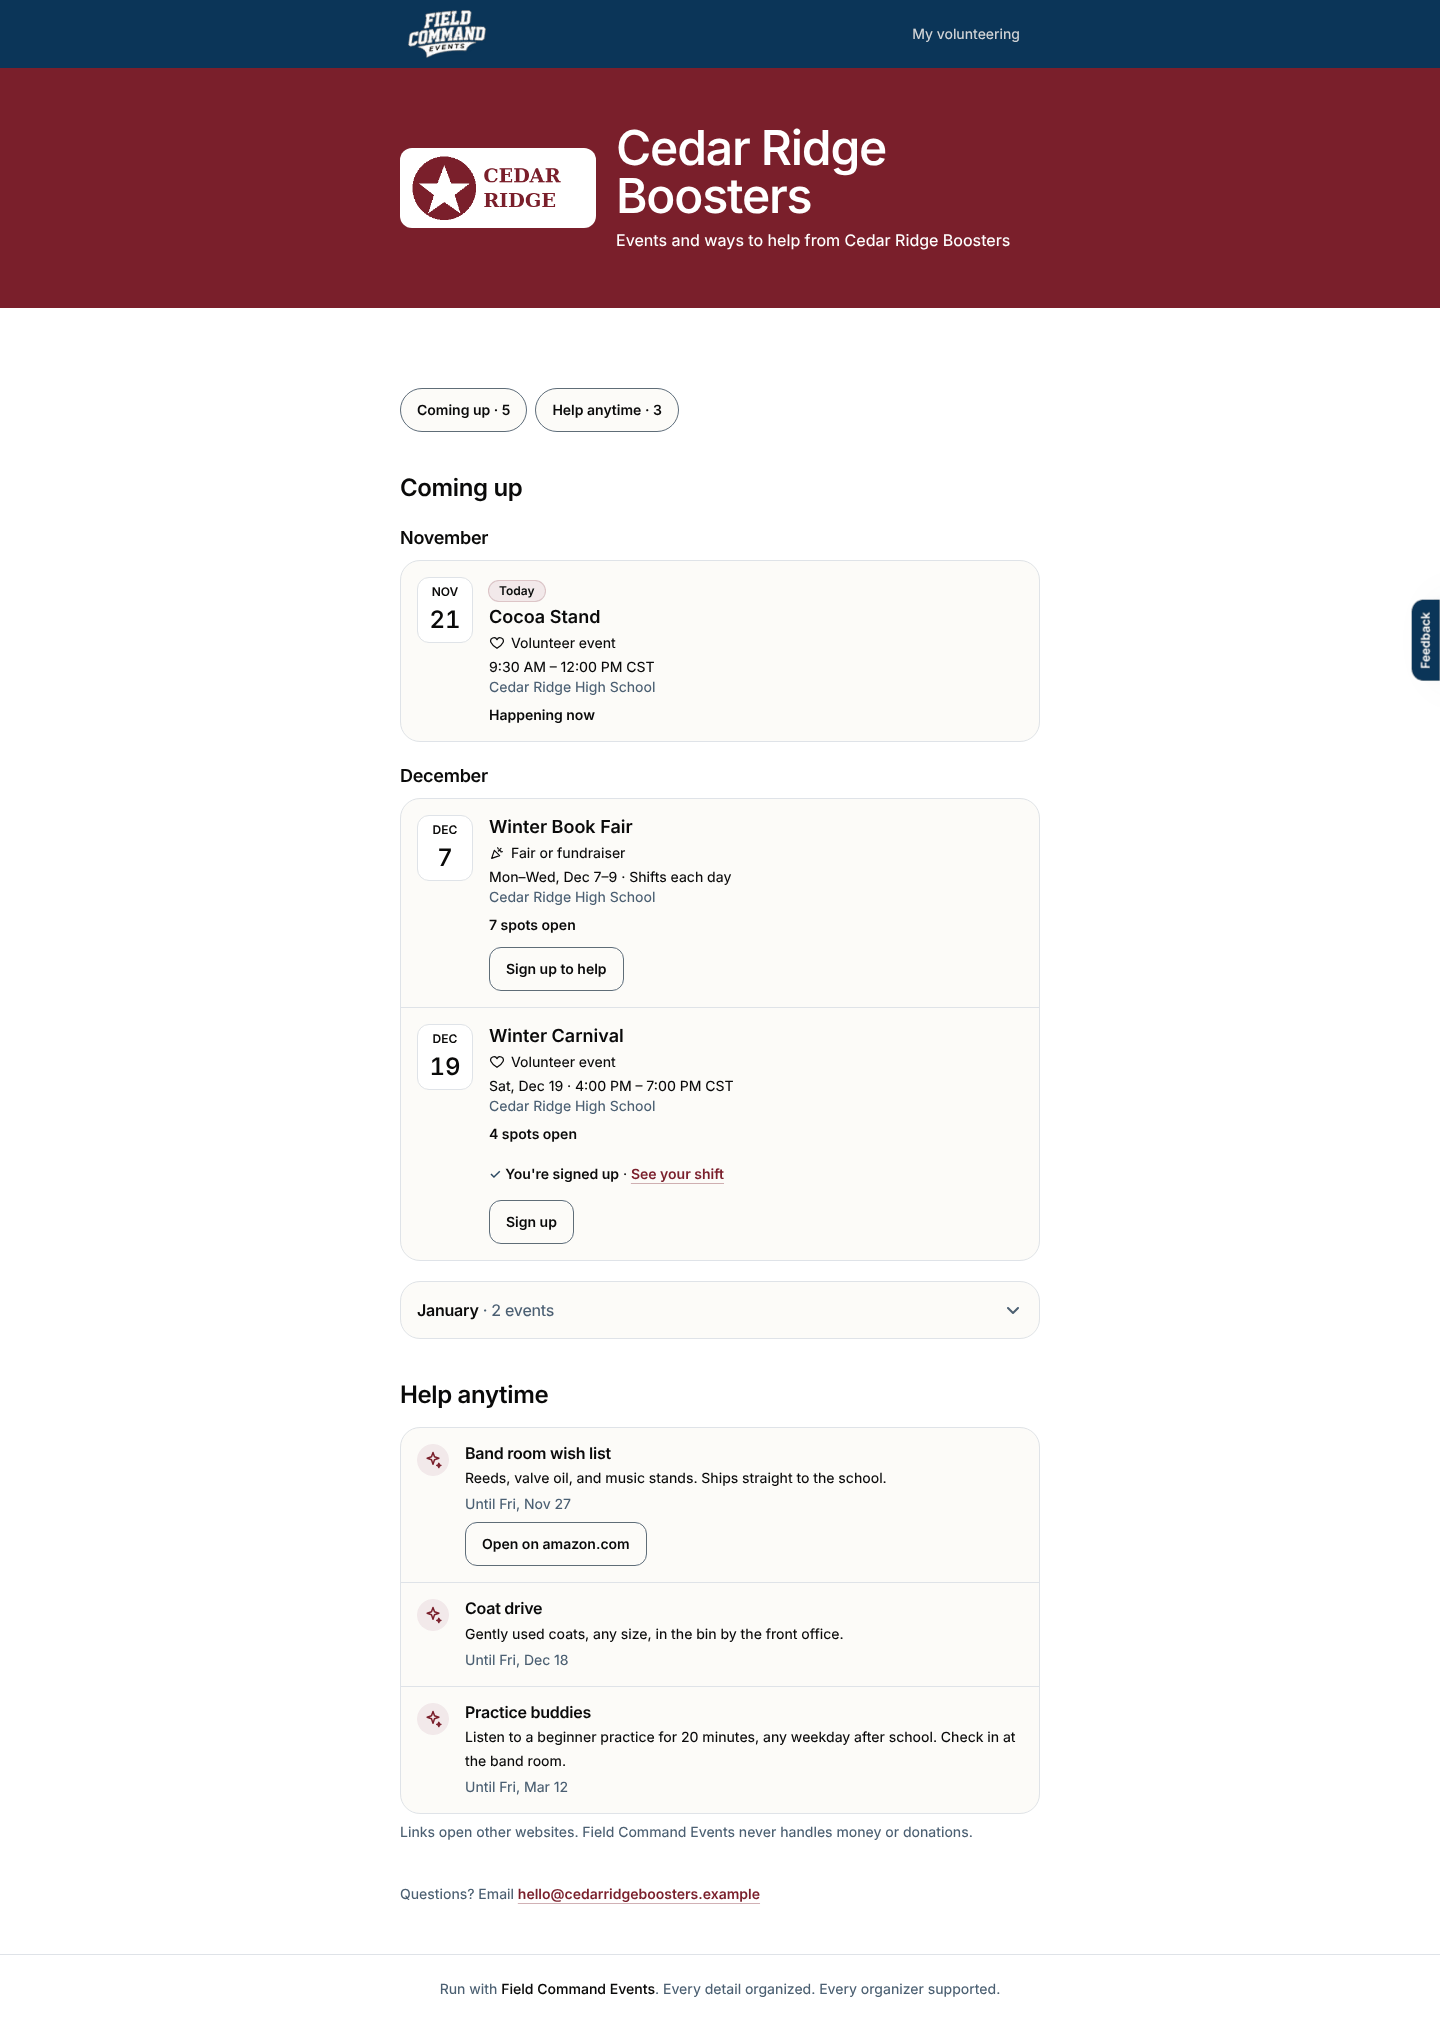 FIELD
COMMAND
EVENTS
My volunteering
CEDAR
RIDGE
Cedar Ridge
Boosters
Events and ways to help from Cedar Ridge Boosters
Coming up · 5
Help anytime · 3
Coming up
November
NOV
21
Today
Cocoa Stand
Volunteer event
9:30 AM – 12:00 PM CST
Cedar Ridge High School
Happening now
Feedback
December
DEC
7
Winter Book Fair
Fair or fundraiser
Mon–Wed, Dec 7–9 · Shifts each day
Cedar Ridge High School
7 spots open
Sign up to help
DEC
19
Winter Carnival
Volunteer event
Sat, Dec 19 · 4:00 PM – 7:00 PM CST
Cedar Ridge High School
4 spots open
✓ You're signed up · See your shift
Sign up
January · 2 events
Help anytime
Band room wish list
Reeds, valve oil, and music stands. Ships straight to the school.
Until Fri, Nov 27
Open on amazon.com
Coat drive
Gently used coats, any size, in the bin by the front office.
Until Fri, Dec 18
Practice buddies
Listen to a beginner practice for 20 minutes, any weekday after school. Check in at
the band room.
Until Fri, Mar 12
Links open other websites. Field Command Events never handles money or donations.
Questions? Email hello@cedarridgeboosters.example
Run with Field Command Events. Every detail organized. Every organizer supported.